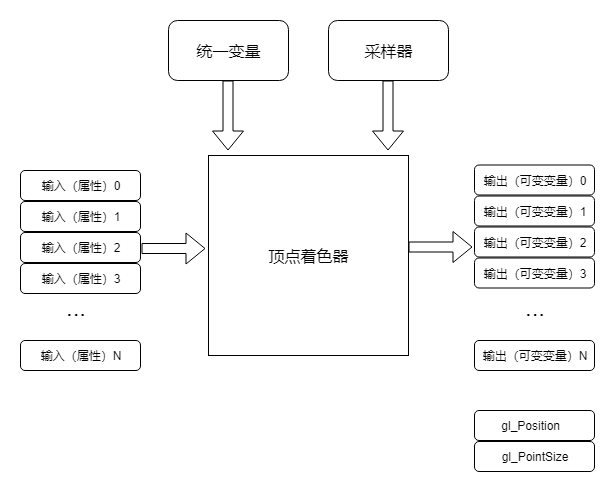 统一变量
采样器
输入（属性）0
输入（属性）1
输入（属性）2
输入（属性）3
...
输入（属性）N
顶点着色器
输出（可变变量）0
输出（可变变量）1
输出（可变变量）2
输出（可变变量）3
...
输出（可变变量）N
gl_Position
gl_PointSize